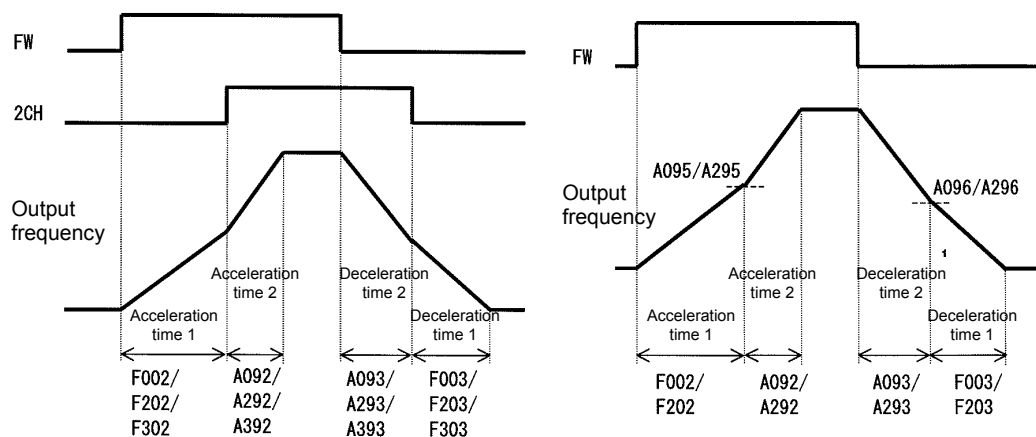 FW
2CH
Output
frequency
Acceleration
time 2
Deceleration
time 2
Acceleration
time 1
Deceleration
time 1
F002/
F202/
F302
A092/
A292/
A392
A093/
A293/
A393
F003/
F203/
F303
FW
A095/A295
A096/A296
Output
frequency
1
Acceleration
time 2
Deceleration
time 2
Acceleration
time 1
Deceleration
time 1
F002/
F202
A092/
A292
A093/
A293
F003/
F203